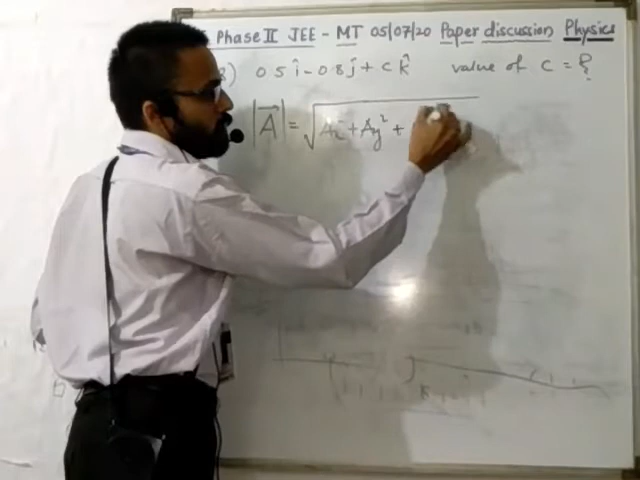 Phase II JEE - MT 05/07/20 Paper discussion Physics
) 0.5 î - 0.8 ĵ + c k̂ value of c = ?
|A⃗| = √Ax² + Ay² +